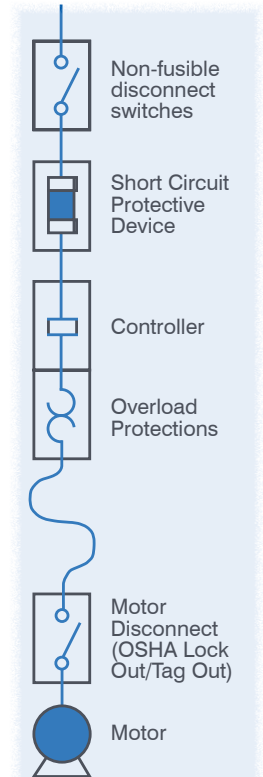 Non-fusible
disconnect
switches
Short Circuit
Protective
Device
Controller
Overload
Protections
Motor
Disconnect
(OSHA Lock
Out/Tag Out)
Motor